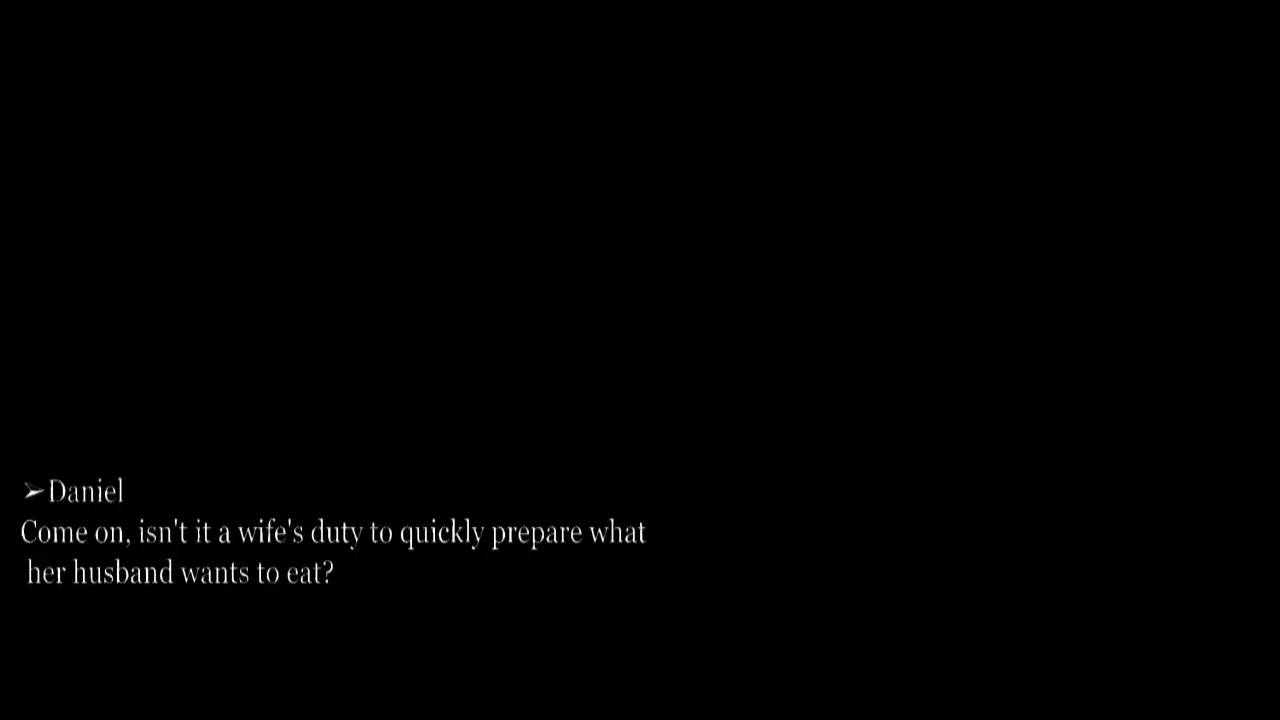 ➢Daniel
Come on, isn't it a wife's duty to quickly prepare what
her husband wants to eat?